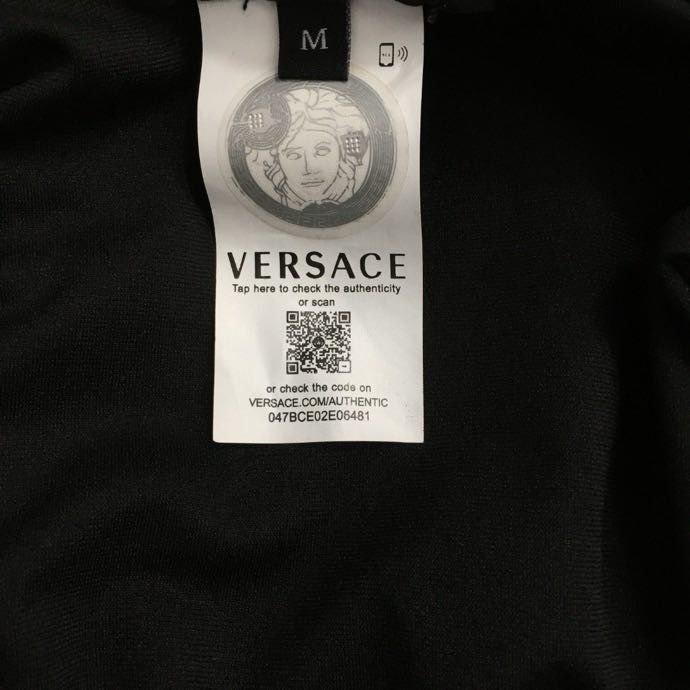 M
VERSACE
Tap here to check the authenticity
or scan
or check the code on
VERSACE.COM/AUTHENTIC
047BCE02E06481